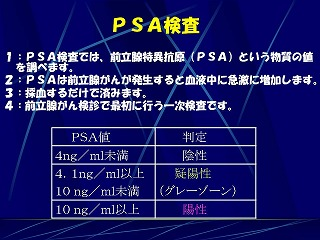 ＰＳＡ検査
１：ＰＳＡ検査では、前立腺特異抗原（ＰＳＡ）という物質の値
を調べます。
２：ＰＳＡは前立腺がんが発生すると血液中に急激に増加します。
３：採血するだけで済みます。
４：前立腺がん検診で最初に行う一次検査です。
PSA値 判定
4ng／ml未満 陰性
4．1ng／ml以上 疑陽性
10 ng／ml未満 （グレーゾーン）
10 ng／ml以上 陽性